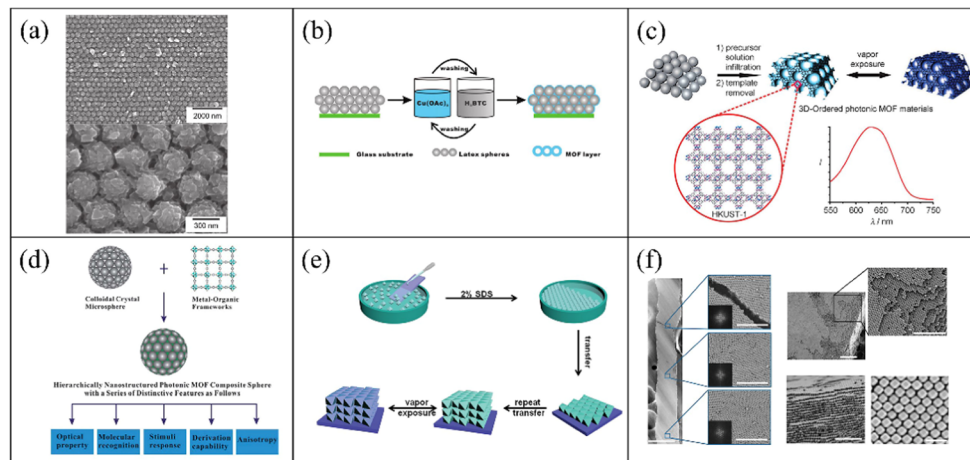 (a)
2000 nm
300 nm
(b)
washing
Cu(OAc)₂
H₃BTC
washing
Glass substrate
Latex spheres
MOF layer
(c)
1) precursor
solution
infiltration
2) template
removal
vapor
exposure
3D-Ordered photonic MOF materials
HKUST-1
I
550 600 650 700 750
λ / nm
(d)
+
Colloidal Crystal
Microsphere
Metal-Organic
Frameworks
Hierarchically Nanostructured Photonic MOF Composite Sphere
with a Series of Distinctive Features as Follows
Optical
property
Molecular
recognition
Stimuli
response
Derivation
capability
Anisotropy
(e)
2% SDS
transfer
repeat
transfer
vapor
exposure
(f)